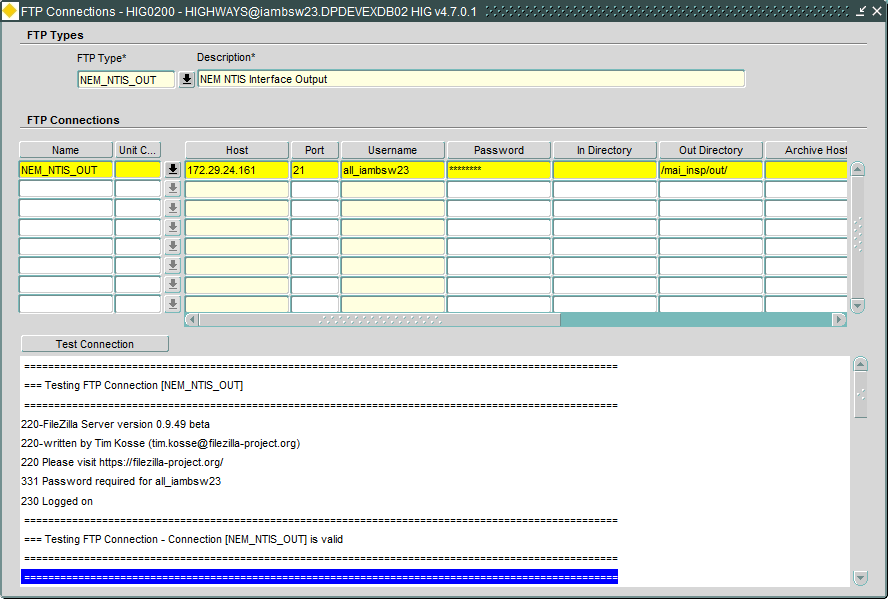 FTP Connections - HIG0200 - HIGHWAYS@iambsw23.DPDEVEXDB02 HIG v4.7.0.1
FTP Types
FTP Type* Description*
NEM_NTIS_OUT NEM NTIS Interface Output
FTP Connections
Name Unit C... Host Port Username Password In Directory Out Directory Archive Host
NEM_NTIS_OUT 172.29.24.161 21 all_iambsw23 ******** /mai_insp/out/
Test Connection
================================================================================
=== Testing FTP Connection [NEM_NTIS_OUT]
================================================================================
220-FileZilla Server version 0.9.49 beta
220-written by Tim Kosse (tim.kosse@filezilla-project.org)
220 Please visit https://filezilla-project.org/
331 Password required for all_iambsw23
230 Logged on
================================================================================
=== Testing FTP Connection - Connection [NEM_NTIS_OUT] is valid
================================================================================
================================================================================